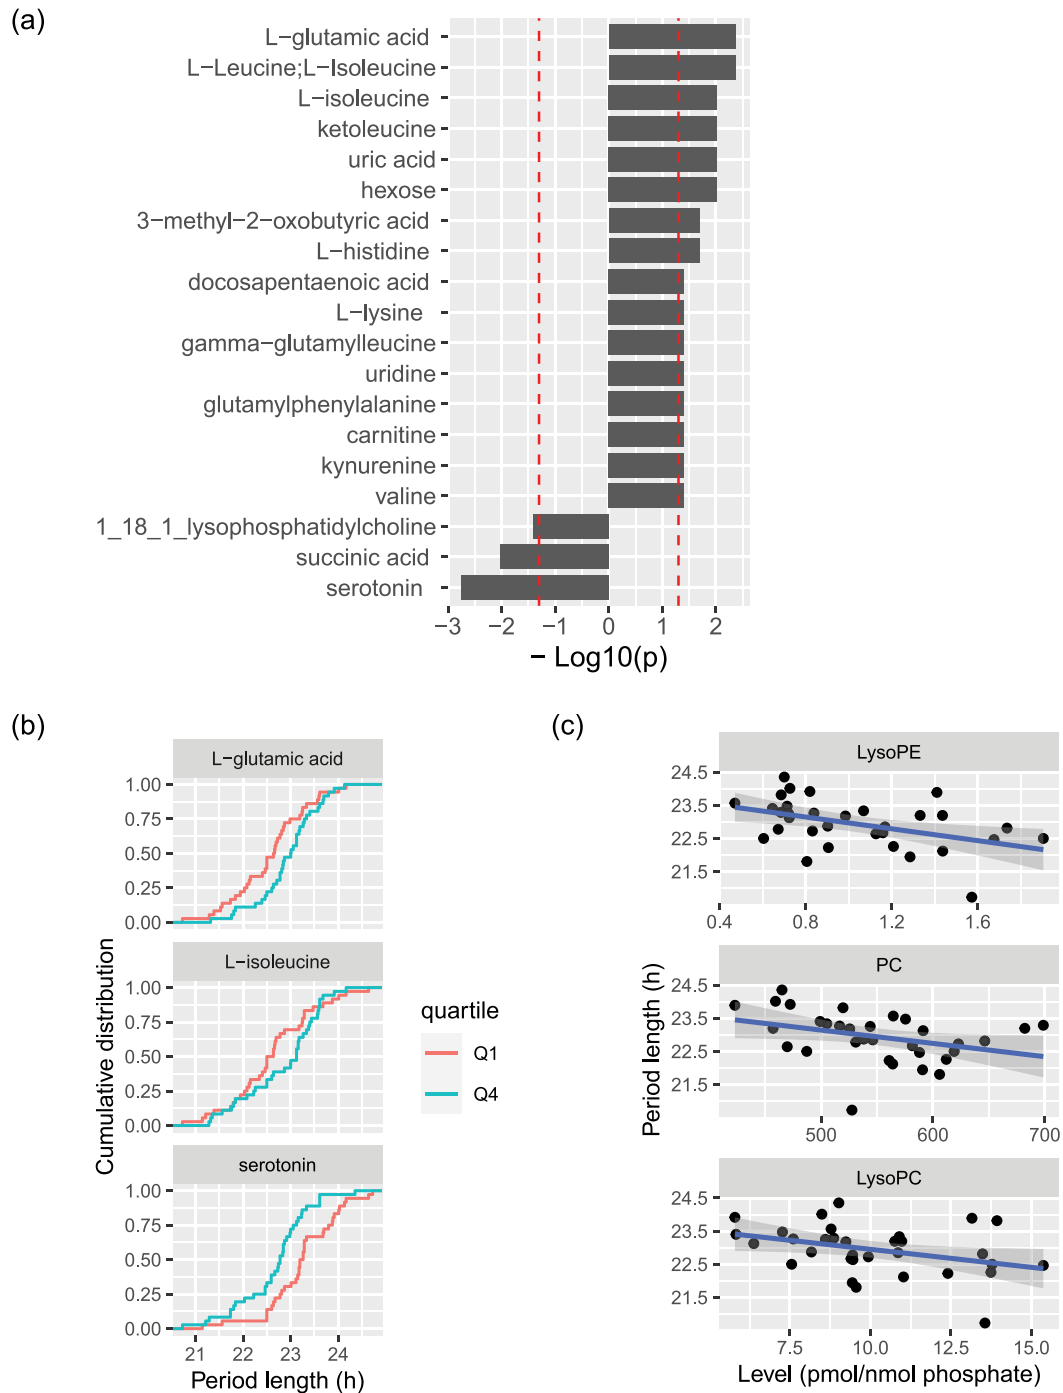 (a)
L−glutamic acid
L−Leucine;L−Isoleucine
L−isoleucine
ketoleucine
uric acid
hexose
3−methyl−2−oxobutyric acid
L−histidine
docosapentaenoic acid
L−lysine
gamma−glutamylleucine
uridine
glutamylphenylalanine
carnitine
kynurenine
valine
1_18_1_lysophosphatidylcholine
succinic acid
serotonin
−3 −2 −1 0 1 2
− Log10(p)
(b)
L−glutamic acid
1.00
0.75
0.50
0.25
0.00
L−isoleucine
1.00
0.75
0.50
0.25
0.00
serotonin
1.00
0.75
0.50
0.25
0.00
21 22 23 24
Period length (h)
Cumulative distribution
quartile
Q1
Q4
(c)
LysoPE
24.5
23.5
22.5
21.5
0.4 0.8 1.2 1.6
PC
24.5
23.5
22.5
21.5
500 600 700
LysoPC
24.5
23.5
22.5
21.5
7.5 10.0 12.5 15.0
Level (pmol/nmol phosphate)
Period length (h)